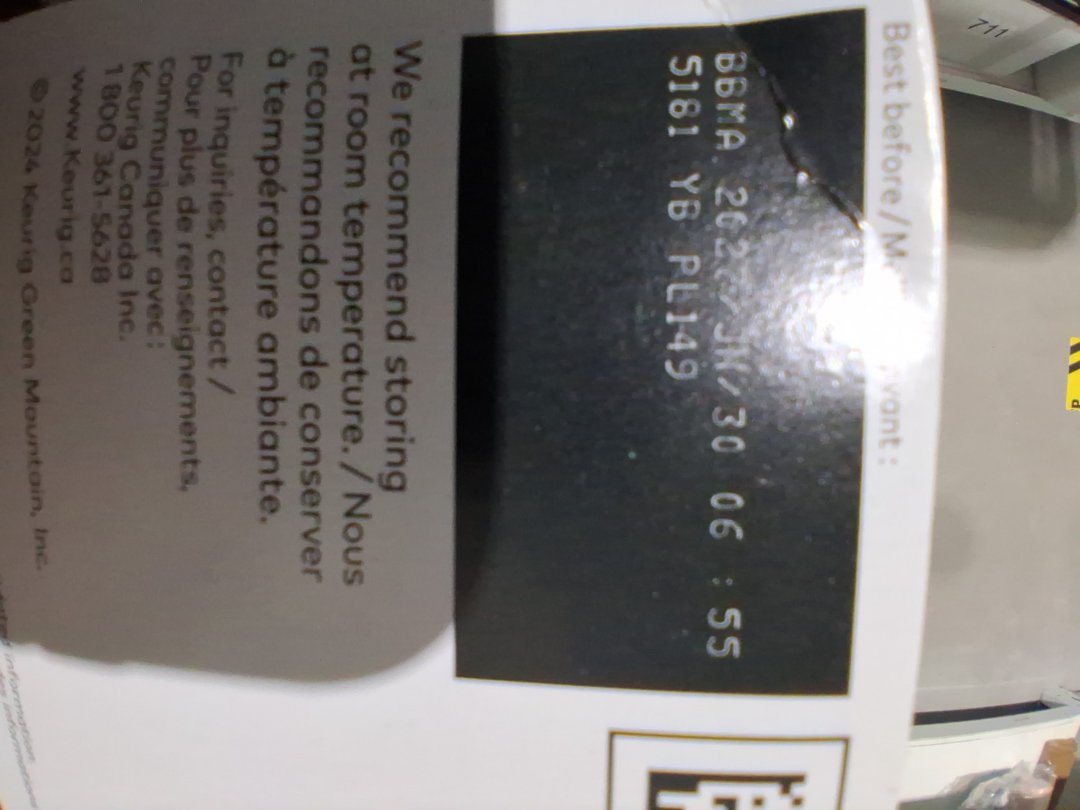 Best before/M vant :
BBMA 202 /JN/30 06 : 55
5181 YB PL149
We recommend storing
at room temperature. / Nous
recommandons de conserver
à température ambiante.
For inquiries, contact /
Pour plus de renseignements,
communiquer avec :
Keurig Canada Inc.
1 800 361-5628
www.Keurig.ca
© 2024 Keurig Green Mountain, Inc.
information
711